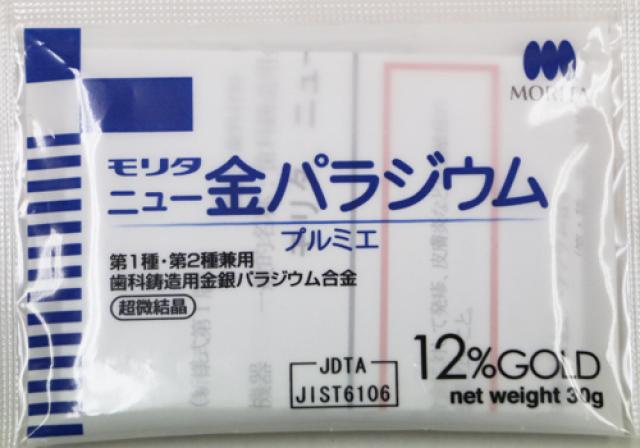 MORITA
モリタ
ニュー金パラジウム
プルミエ
第1種・第2種兼用
歯科鋳造用金銀パラジウム合金
超微結晶
JDTA
JIST6106
12%GOLD
net weight 30g